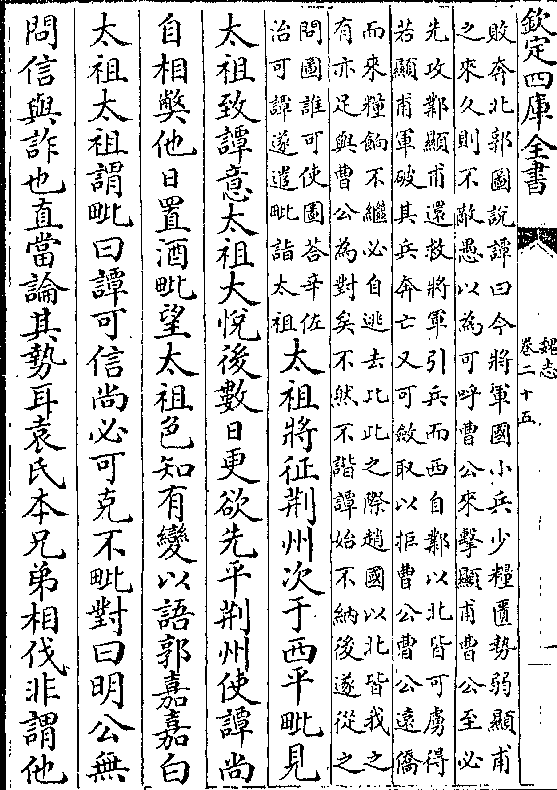 欽定四庫全書
魏志
卷二十五
敗奔北郭圖說譚曰今將軍國小兵少糧匱勢弱顯甫
之來久則不敵愚以為可呼曹公來擊顯甫曹公至必
先攻鄴顯甫還救將軍引兵而西自鄴以北皆可虜得
若顯甫軍破其兵奔亡又可斂取以拒曹公曹公遠僑
而來糧餉不繼必自逃去比此之際趙國以北皆我之
有亦足與曹公為對矣不然不諧譚始不納後遂從之
問圖誰可使圖荅辛佐
治可譚遂遣毗詣太祖
太祖將征荆州次于西平毗見
太祖致譚意太祖大悅後數日更欲先平荆州使譚尚
自相獘他日置酒毗望太祖色知有變以語郭嘉嘉白
太祖太祖謂毗曰譚可信尚必可克不毗對曰明公無
問信與詐也直當論其勢耳袁氏本兄弟相伐非謂他